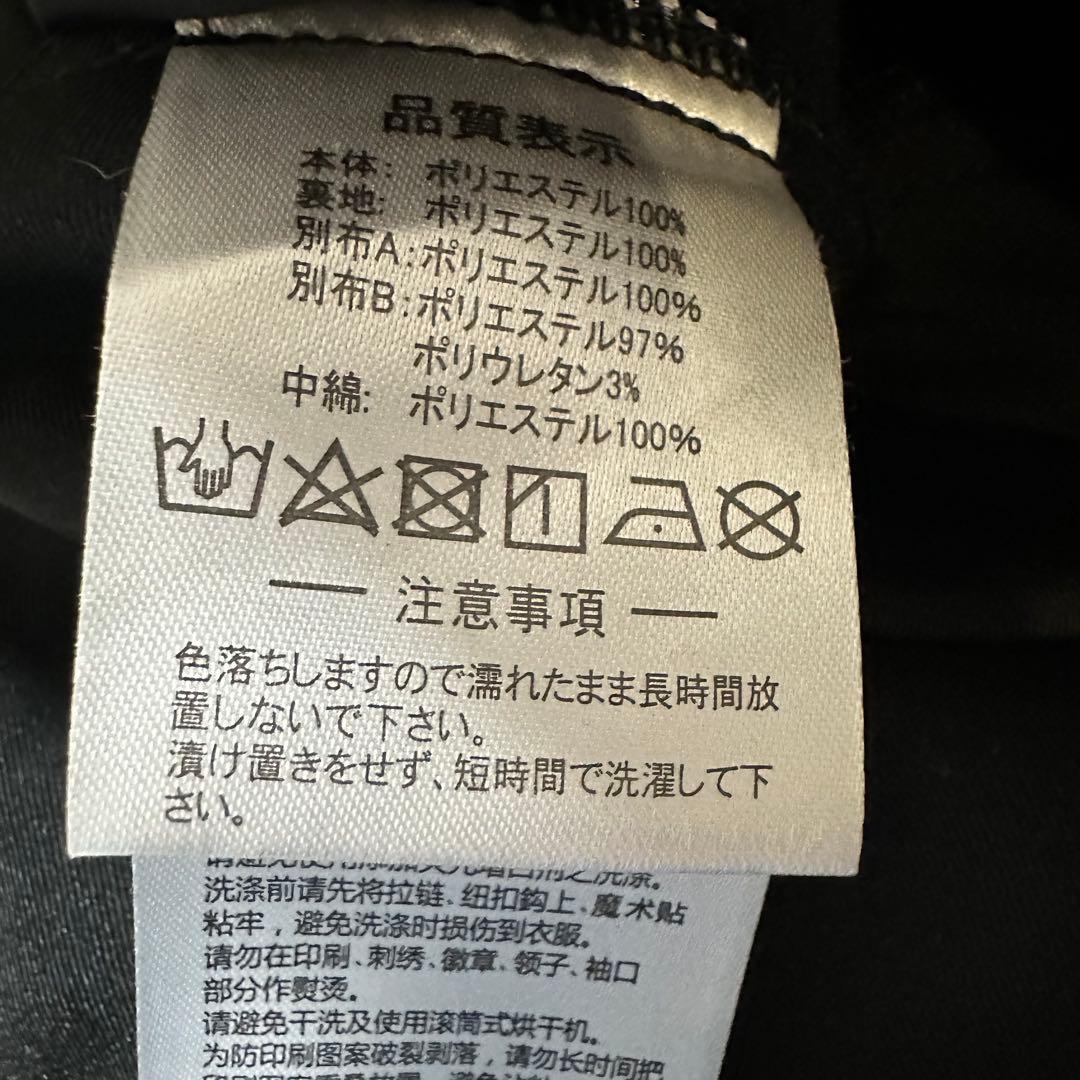 品質表示
本体: ポリエステル100%
裏地: ポリエステル100%
別布A:ポリエステル100%
別布B:ポリエステル97%
ポリウレタン3%
中綿: ポリエステル100%
注意事項
色落ちしますので濡れたまま長時間放
置しないで下さい。
漬け置きをせず、短時間で洗濯して下
さい。
洗涤前请先将拉链、纽扣鈎上、魔术贴
粘牢，避免洗涤时损伤到衣服。
请勿在印刷、刺绣、徽章、领子、袖口
部分作熨烫。
请避免干洗及使用滚筒式烘干机。
为防印刷图案破裂剥落，请勿长时间把